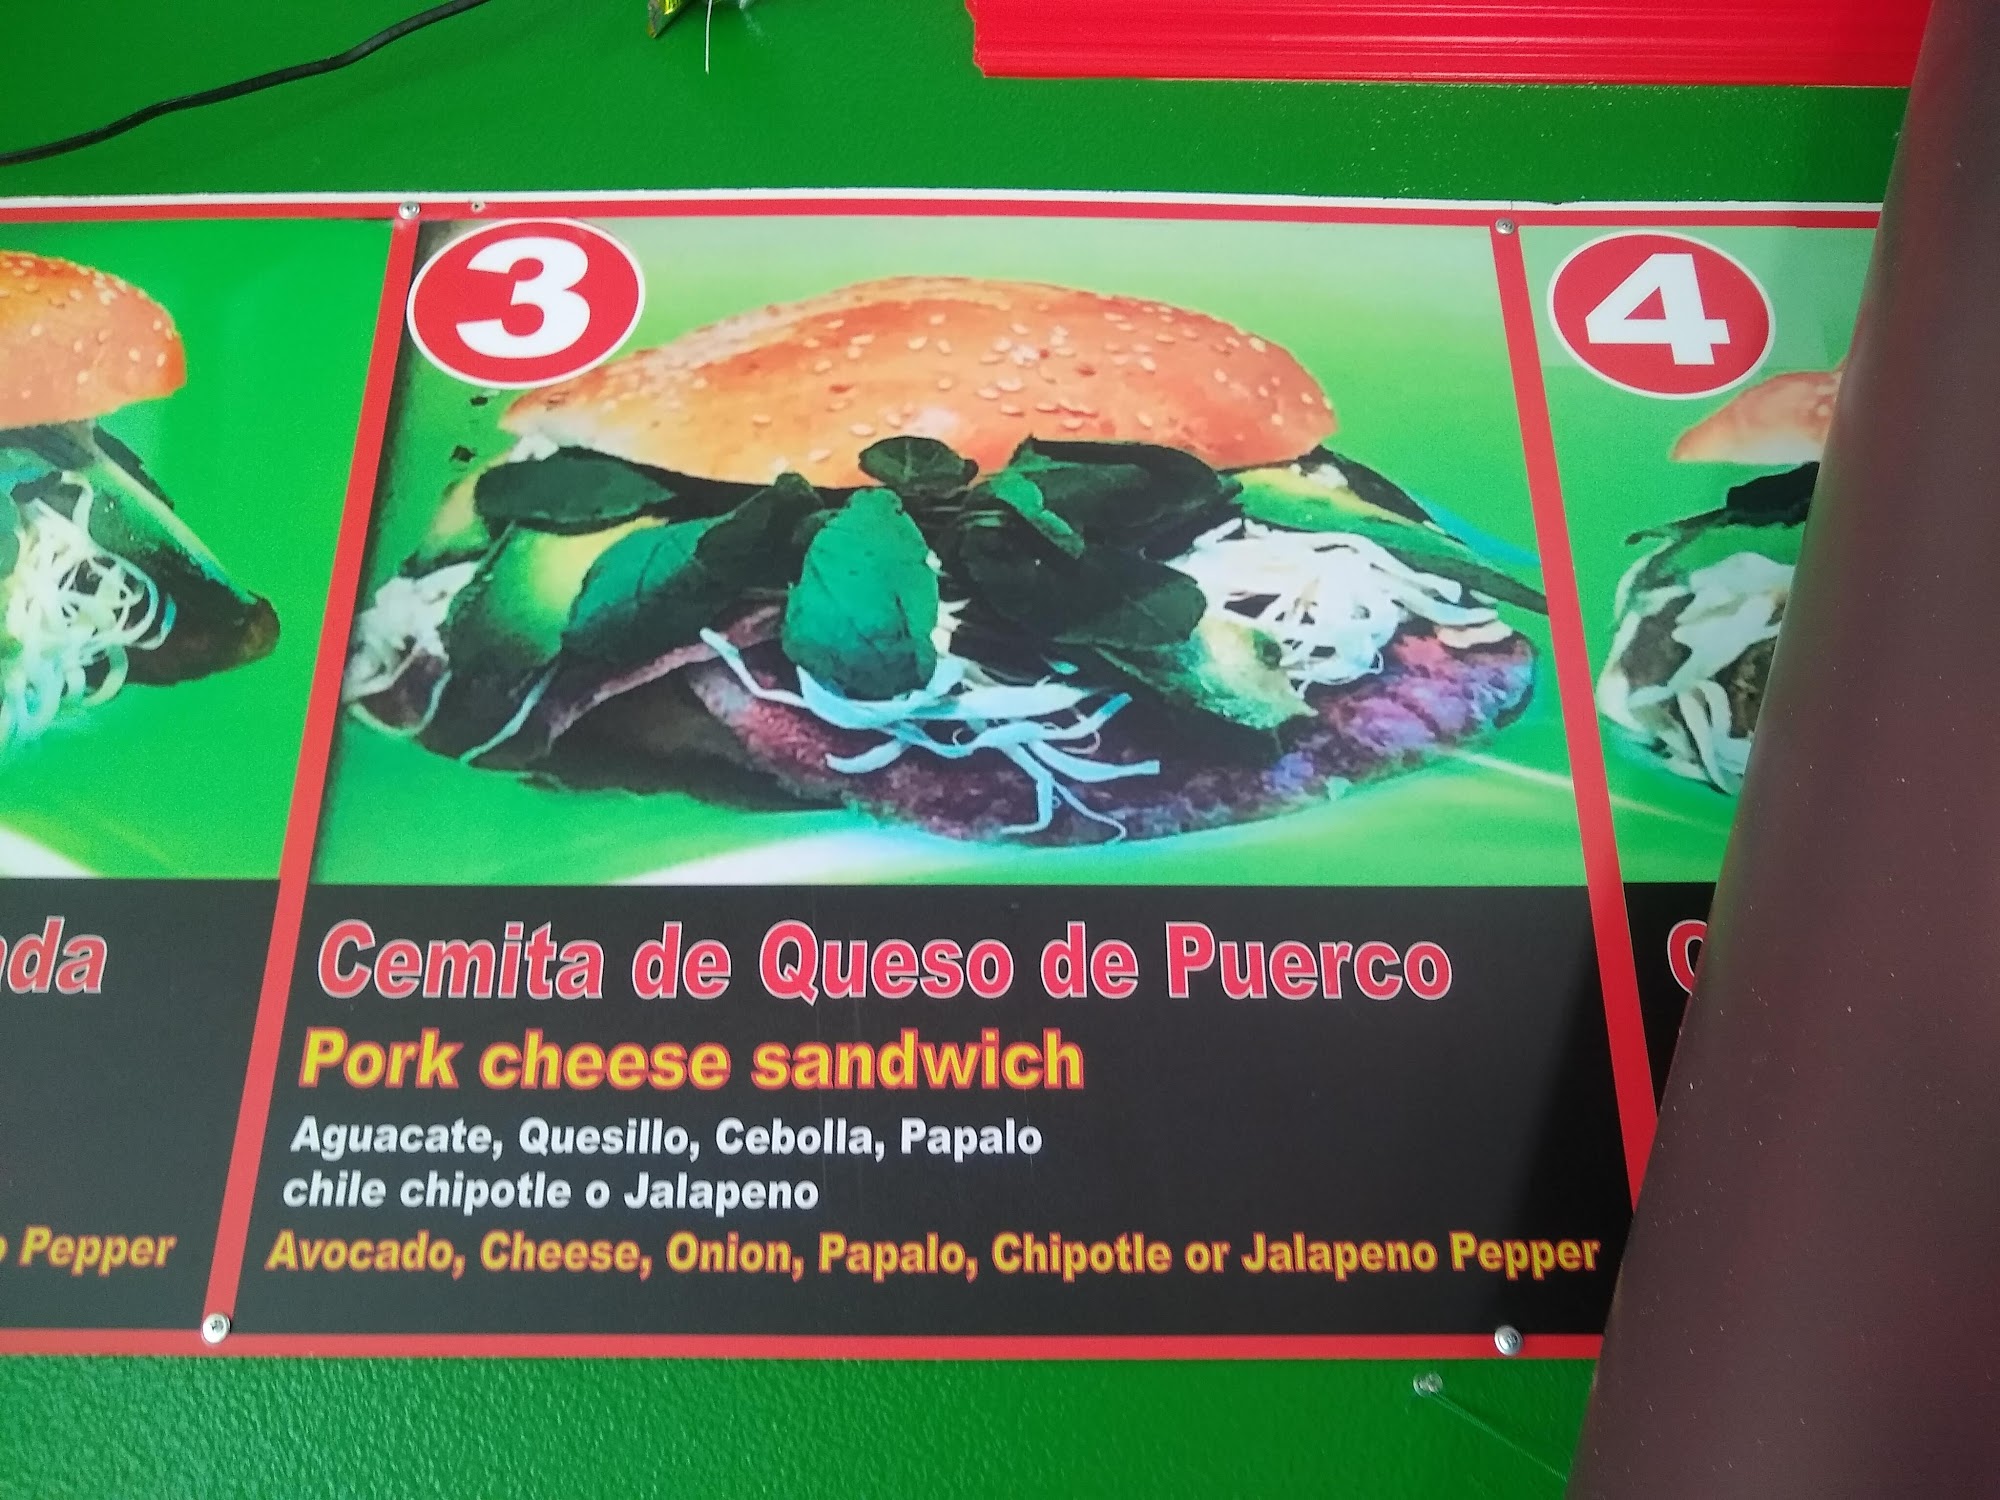 3
4
ada
Cemita de Queso de Puerco
Pork cheese sandwich
Aguacate, Quesillo, Cebolla, Papalo
chile chipotle o Jalapeno
Pepper
Avocado, Cheese, Onion, Papalo, Chipotle or Jalapeno Pepper